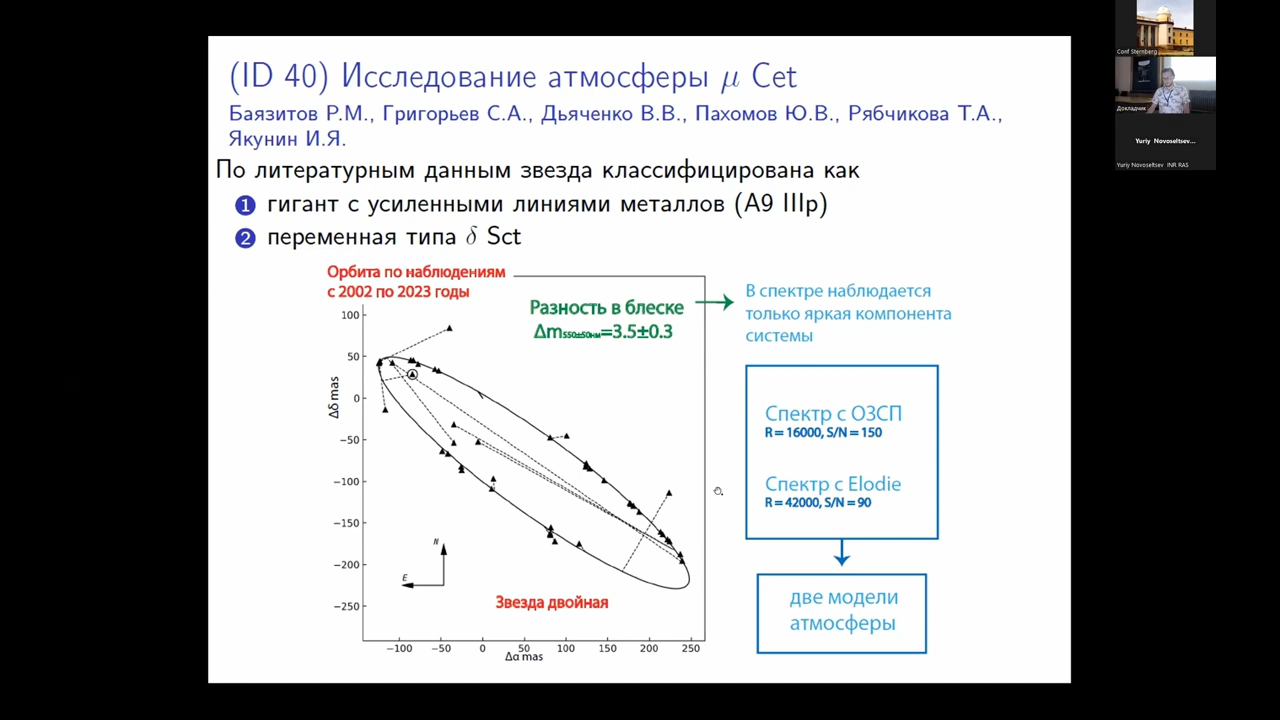 (ID 40) Исследование атмосферы μ Cet
Баязитов Р.М., Григорьев С.А., Дьяченко В.В., Пахомов Ю.В., Рябчикова Т.А.,
Якунин И.Я.
По литературным данным звезда классифицирована как
1 гигант с усиленными линиями металлов (A9 IIIp)
2 переменная типа δ Sct
Орбита по наблюдениям
с 2002 по 2023 годы
Разность в блеске
Δm550±50нм=3.5±0.3
В спектре наблюдается
только яркая компонента
системы
Спектр с ОЗСП
R = 16000, S/N = 150
Спектр с Elodie
R = 42000, S/N = 90
две модели
атмосферы
Звезда двойная
100
50
0
−50
−100
−150
−200
−250
Δδ mas
N
E
−100 −50 0 50 100 150 200 250
Δα mas
Conf Sternberg
Докладчик
Yuriy Novoseltsev...
Yuriy Novoseltsev INR RAS